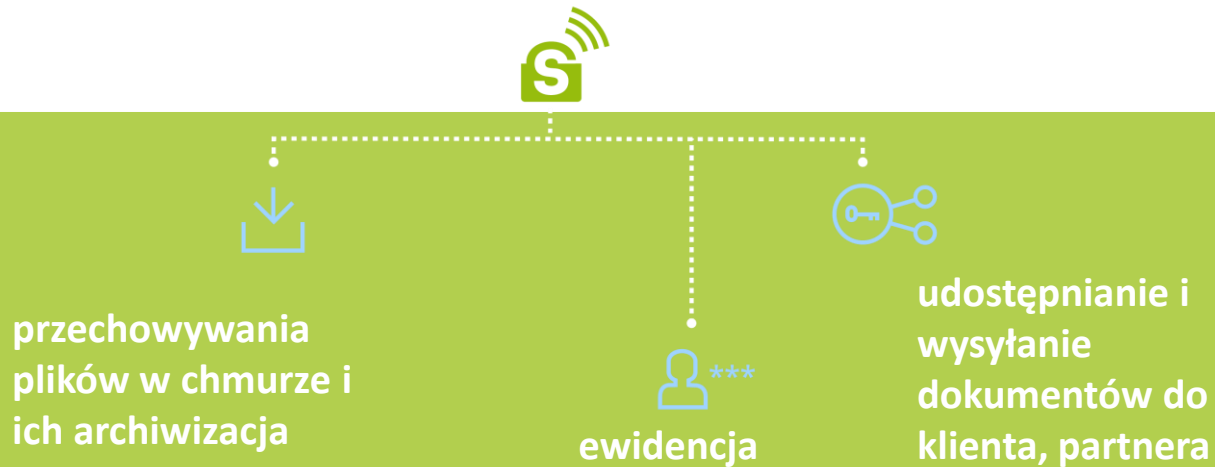 S
przechowywania
plików w chmurze i
ich archiwizacja
***
ewidencja
udostępnianie i
wysyłanie
dokumentów do
klienta, partnera